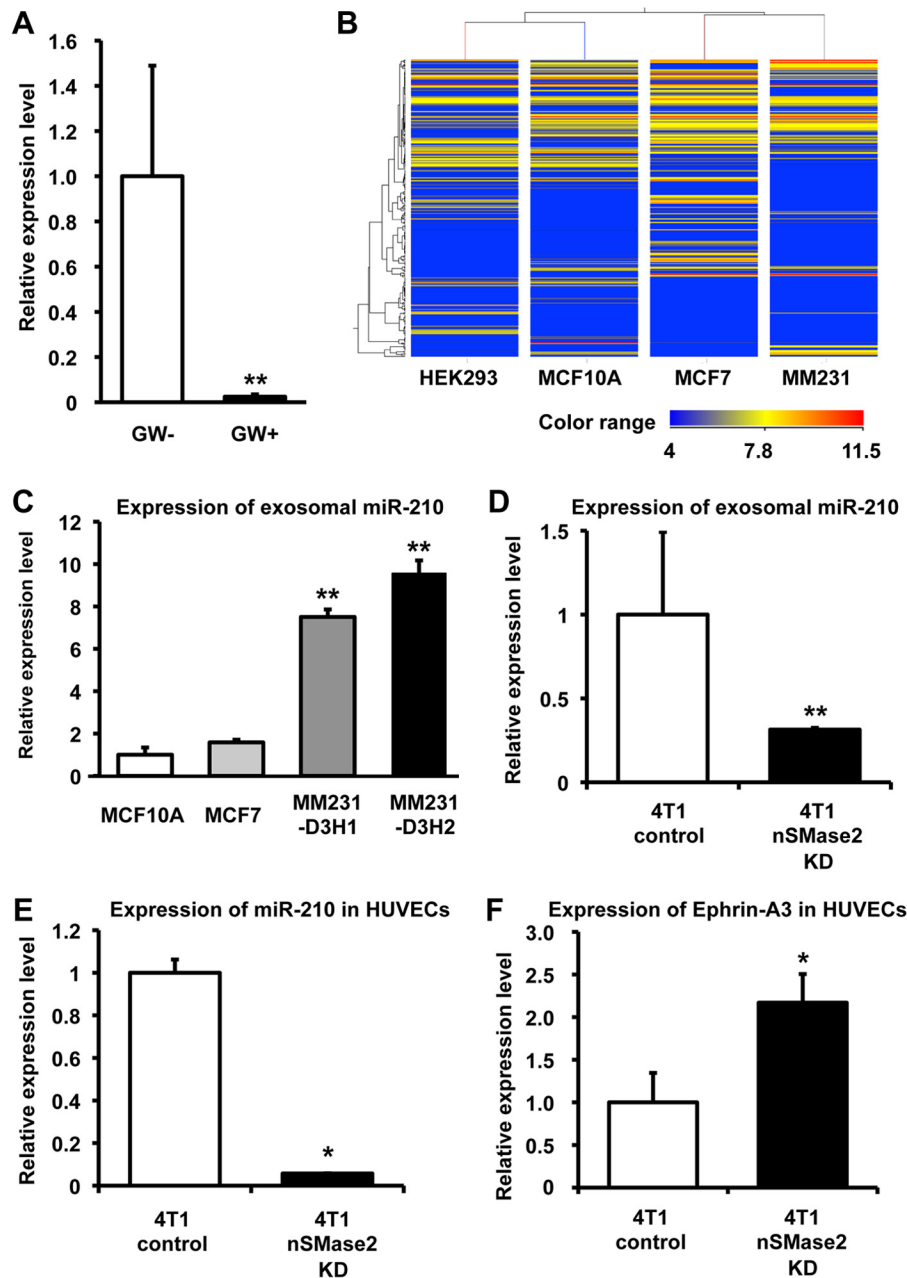 A
Relative expression level
1.6
1.4
1.2
1.0
0.8
0.6
0.4
0.2
0
**
GW-
GW+
B
HEK293
MCF10A
MCF7
MM231
Color range
4
7.8
11.5
C
Expression of exosomal miR-210
Relative expression level
12
10
8
6
4
2
0
**
**
MCF10A
MCF7
MM231
-D3H1
MM231
-D3H2
D
Expression of exosomal miR-210
Relative expression level
1.5
1
0.5
0
**
4T1
control
4T1
nSMase2
KD
E
Expression of miR-210 in HUVECs
Relative expression level
1.2
1
0.8
0.6
0.4
0.2
0
*
4T1
control
4T1
nSMase2
KD
F
Expression of Ephrin-A3 in HUVECs
Relative expression level
3.0
2.5
2.0
1.5
1.0
0.5
0
*
4T1
control
4T1
nSMase2
KD